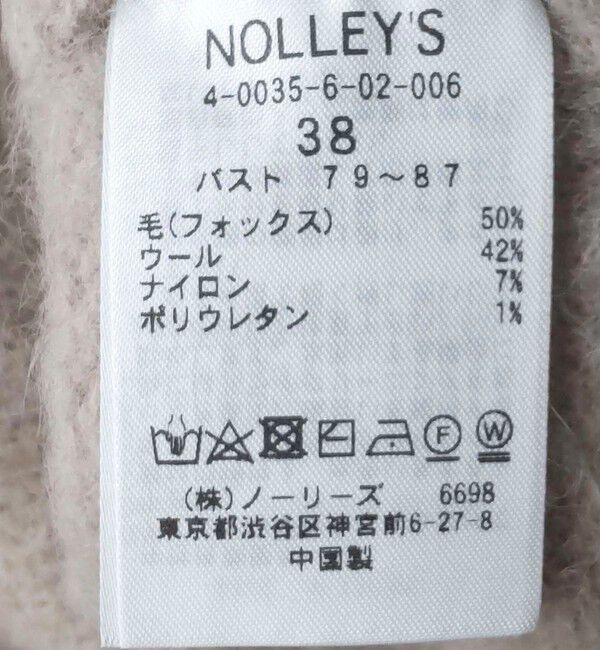 NOLLEY'S
4-0035-6-02-006
38
バスト 79～87
毛(フォックス) 50%
ウール 42%
ナイロン 7%
ポリウレタン 1%
F W
(株)ノーリーズ 6698
東京都渋谷区神宮前6-27-8
中国製